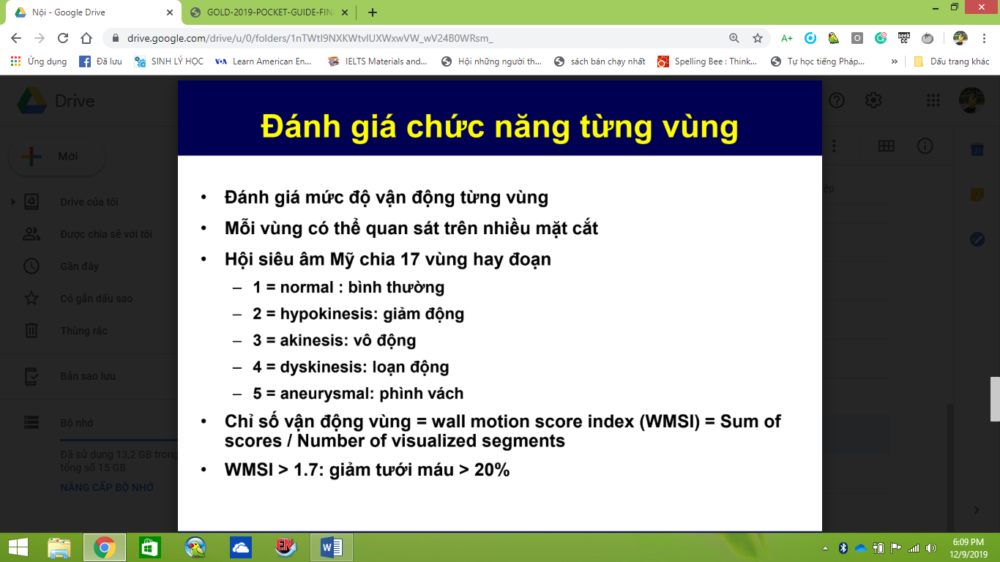 Nội - Google Drive
GOLD-2019-POCKET-GUIDE-FINA
drive.google.com/drive/u/0/folders/1nTWtI9NXKWtvIUXWxwVW_wV24B0WRsm_
Ứng dụng
Đã lưu
SINH LÝ HỌC
VOA Learn American En...
IELTS Materials and...
Hội những người th...
sách bán chạy nhất
Spelling Bee : Think...
Tự học tiếng Pháp...
Dấu trang khác
Drive
Mới
Drive của tôi
Được chia sẻ với tôi
Gần đây
Có gắn dấu sao
Thùng rác
Bản sao lưu
Bộ nhớ
Đã sử dụng 13,2 GB trong
tổng số 15 GB
NÂNG CẤP BỘ NHỚ
Đánh giá chức năng từng vùng
• Đánh giá mức độ vận động từng vùng
• Mỗi vùng có thể quan sát trên nhiều mặt cắt
• Hội siêu âm Mỹ chia 17 vùng hay đoạn
– 1 = normal : bình thường
– 2 = hypokinesis: giảm động
– 3 = akinesis: vô động
– 4 = dyskinesis: loạn động
– 5 = aneurysmal: phình vách
• Chỉ số vận động vùng = wall motion score index (WMSI) = Sum of
scores / Number of visualized segments
• WMSI > 1.7: giảm tưới máu > 20%
6:09 PM
12/9/2019